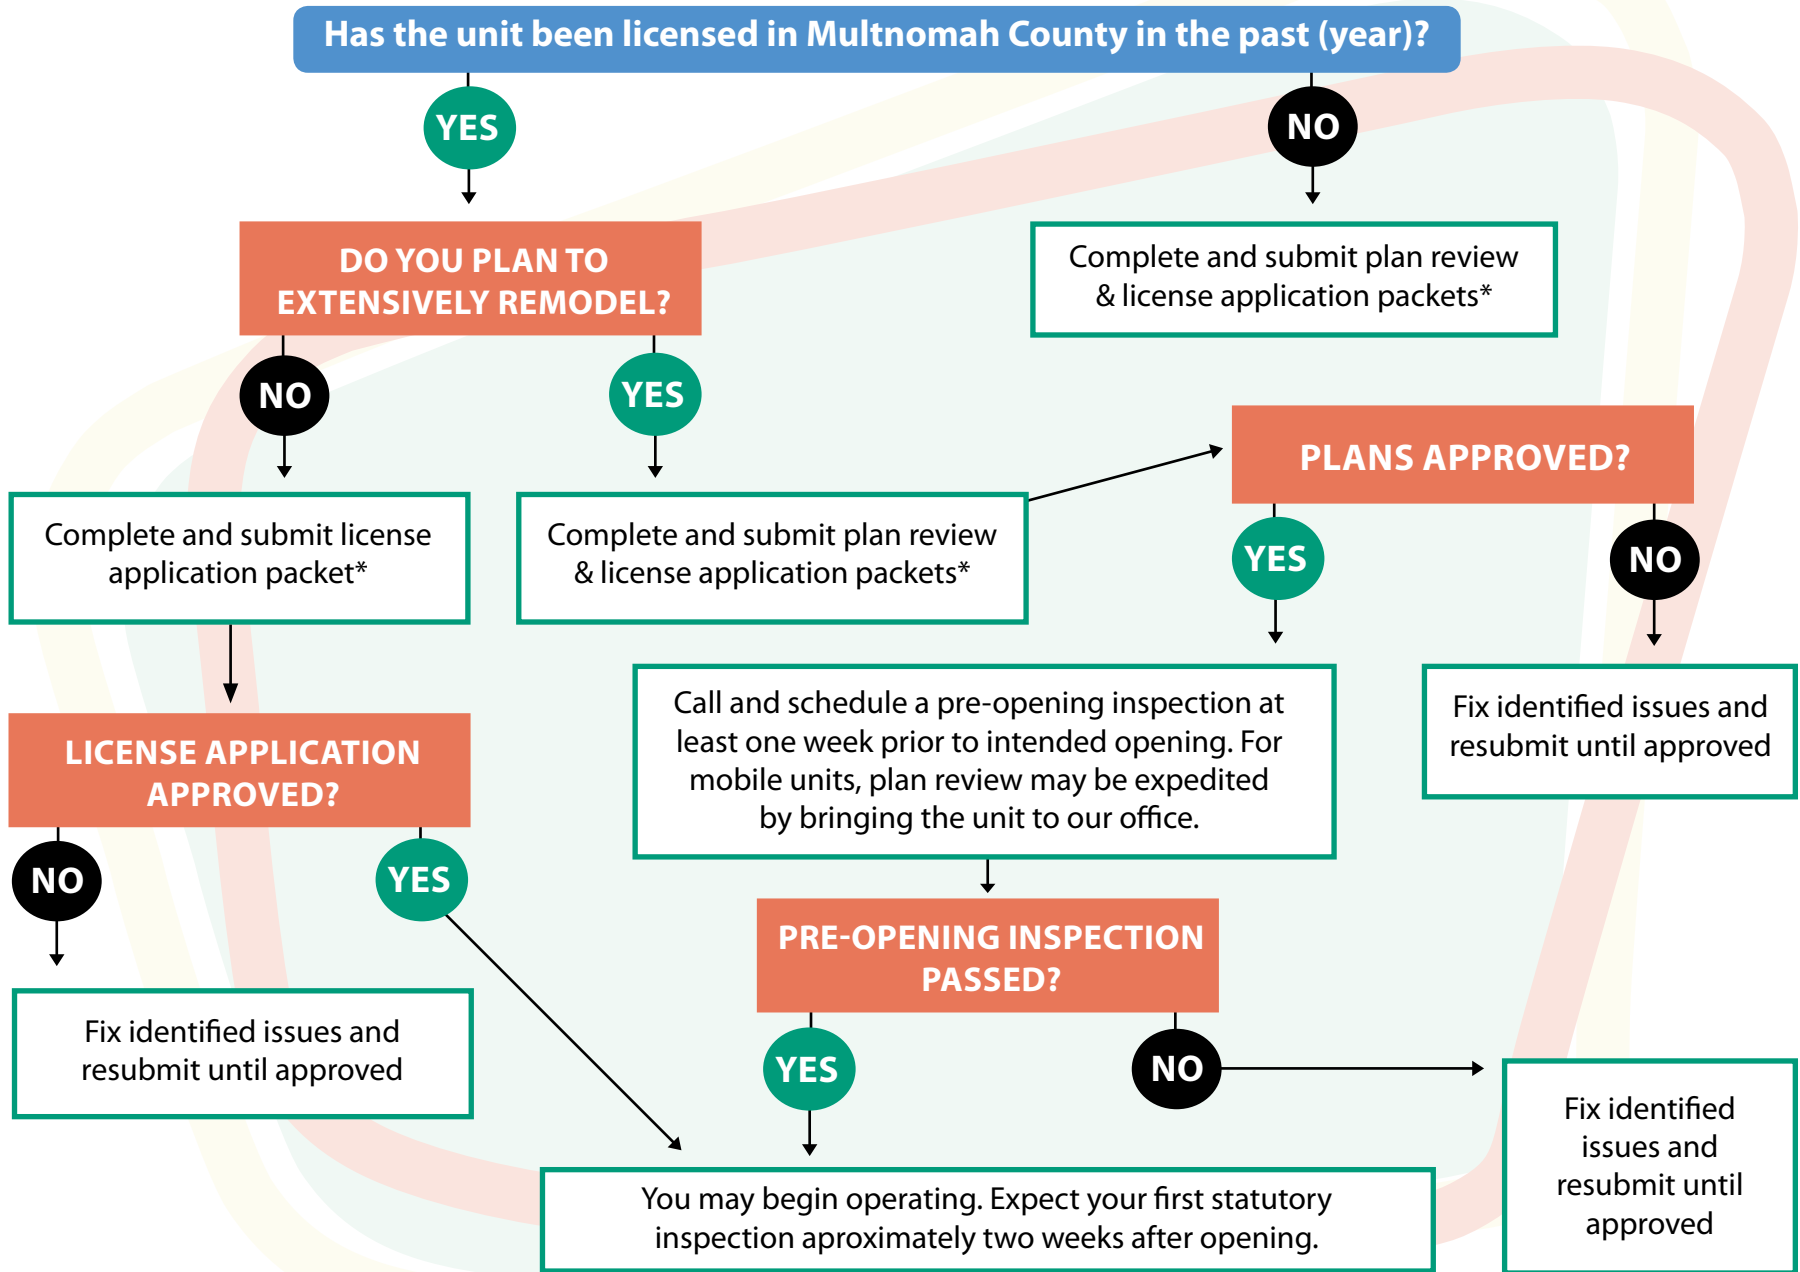 Has the unit been licensed in Multnomah County in the past (year)?
YES
NO
DO YOU PLAN TO
EXTENSIVELY REMODEL?
Complete and submit plan review
& license application packets*
NO
YES
PLANS APPROVED?
Complete and submit license
application packet*
Complete and submit plan review
& license application packets*
YES
NO
LICENSE APPLICATION
APPROVED?
Call and schedule a pre-opening inspection at
least one week prior to intended opening. For
mobile units, plan review may be expedited
by bringing the unit to our office.
Fix identified issues and
resubmit until approved
NO
YES
PRE-OPENING INSPECTION
PASSED?
Fix identified issues and
resubmit until approved
YES
NO
Fix identified
issues and
resubmit until
approved
You may begin operating. Expect your first statutory
inspection aproximately two weeks after opening.